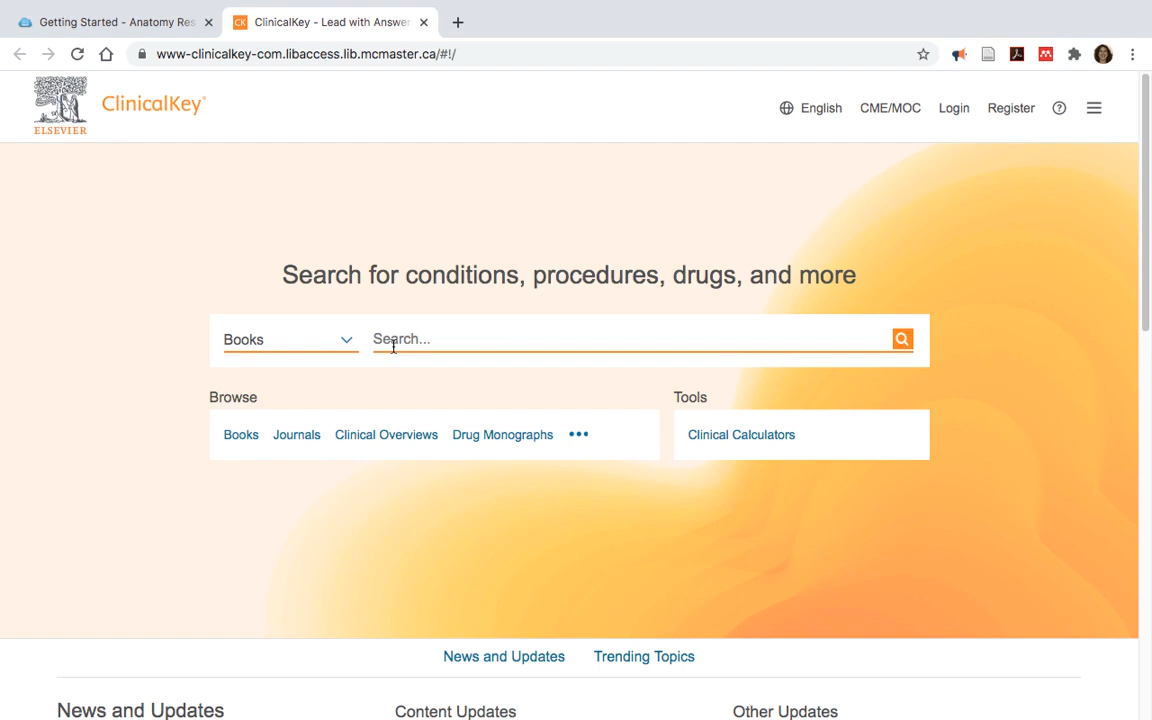 Getting Started - Anatomy Res
CK ClinicalKey - Lead with Answer
www-clinicalkey-com.libaccess.lib.mcmaster.ca/#!/
ELSEVIER
ClinicalKey®
English CME/MOC Login Register
Search for conditions, procedures, drugs, and more
Books Search...
Browse Tools
Books Journals Clinical Overviews Drug Monographs ••• Clinical Calculators
News and Updates Trending Topics
News and Updates Content Updates Other Updates